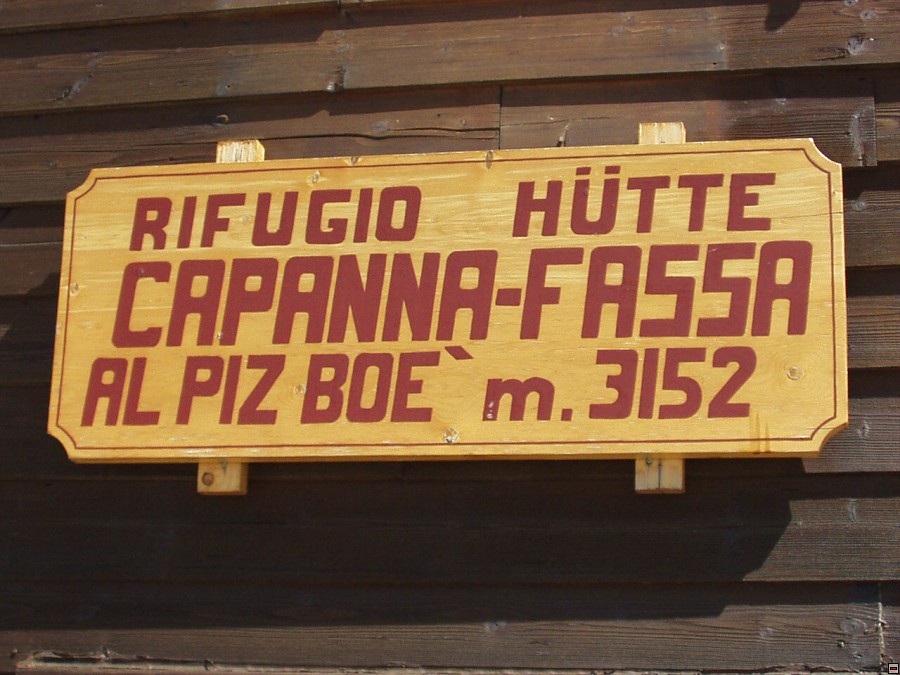 RIFUGIO HÜTTE
CAPANNA-FASSA
AL PIZ BOE` m. 3152